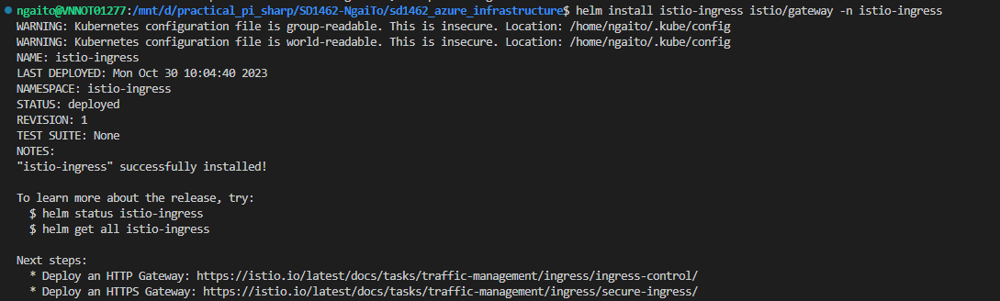 ngaito@VNNOT01277:/mnt/d/practical_pi_sharp/SD1462-NgaiTo/sd1462_azure_infrastructure$ helm install istio-ingress istio/gateway -n istio-ingress
WARNING: Kubernetes configuration file is group-readable. This is insecure. Location: /home/ngaito/.kube/config
WARNING: Kubernetes configuration file is world-readable. This is insecure. Location: /home/ngaito/.kube/config
NAME: istio-ingress
LAST DEPLOYED: Mon Oct 30 10:04:40 2023
NAMESPACE: istio-ingress
STATUS: deployed
REVISION: 1
TEST SUITE: None
NOTES:
"istio-ingress" successfully installed!

To learn more about the release, try:
  $ helm status istio-ingress
  $ helm get all istio-ingress

Next steps:
  * Deploy an HTTP Gateway: https://istio.io/latest/docs/tasks/traffic-management/ingress/ingress-control/
  * Deploy an HTTPS Gateway: https://istio.io/latest/docs/tasks/traffic-management/ingress/secure-ingress/